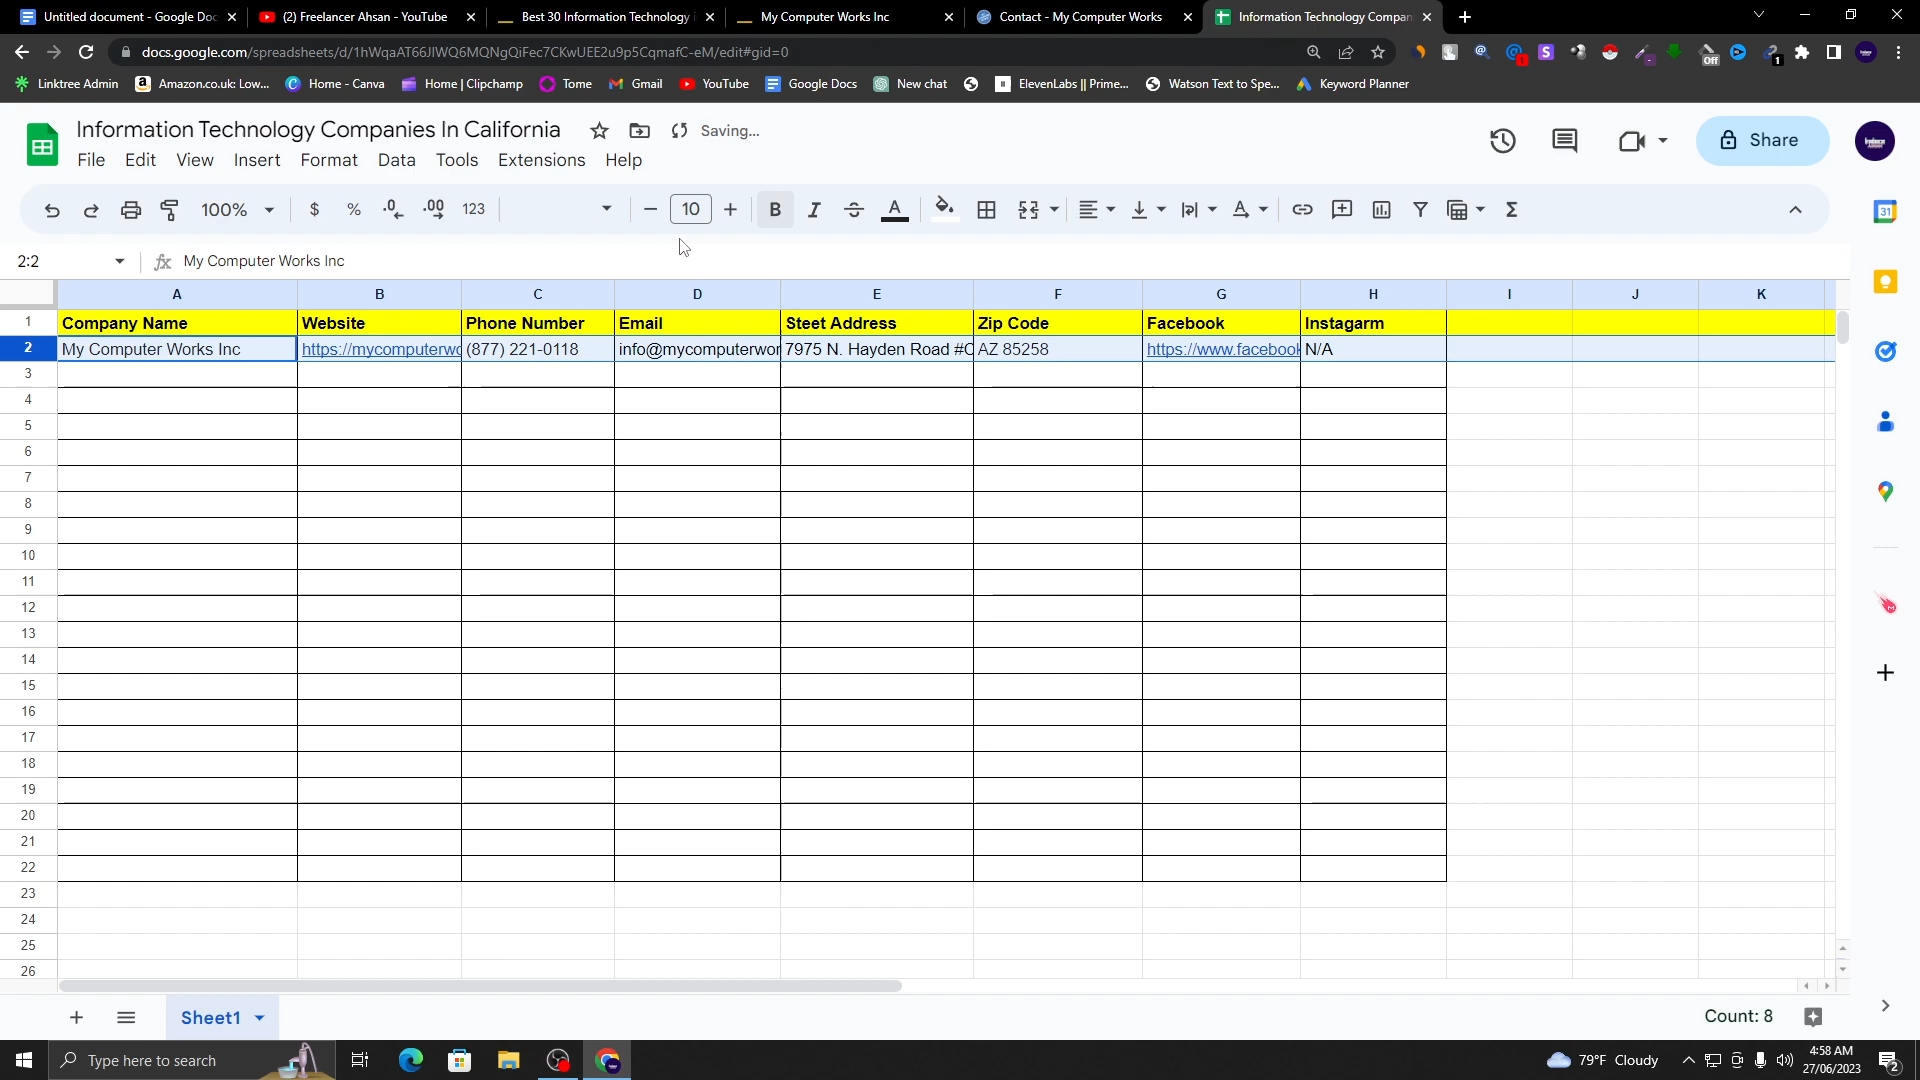 Untitled document - Google Doc
(2) Freelancer Ahsan - YouTube
Best 30 Information Technology i
My Computer Works Inc
Contact - My Computer Works
Information Technology Compan
docs.google.com/spreadsheets/d/1hWqaAT66JlWQ6MQNgQiFec7CKwUEE2u9p5CqmafC-eM/edit#gid=0
Linktree Admin
Amazon.co.uk: Low...
Home - Canva
Home | Clipchamp
Tome
Gmail
YouTube
Google Docs
New chat
ElevenLabs || Prime...
Watson Text to Spe...
Keyword Planner
Information Technology Companies In California
Saving...
File Edit View Insert Format Data Tools Extensions Help
Share
100% $ % .0 .00 123 10 B I A
2:2 fx My Computer Works Inc
A B C D E F G H I J K
1 Company Name Website Phone Number Email Steet Address Zip Code Facebook Instagarm
2 My Computer Works Inc https://mycomputerwo (877) 221-0118 info@mycomputerwor 7975 N. Hayden Road #C AZ 85258 https://www.facebook N/A
3
4
5
6
7
8
9
10
11
12
13
14
15
16
17
18
19
20
21
22
23
24
25
26
Sheet1
Count: 8
Type here to search
79°F Cloudy
4:58 AM
27/06/2023
2